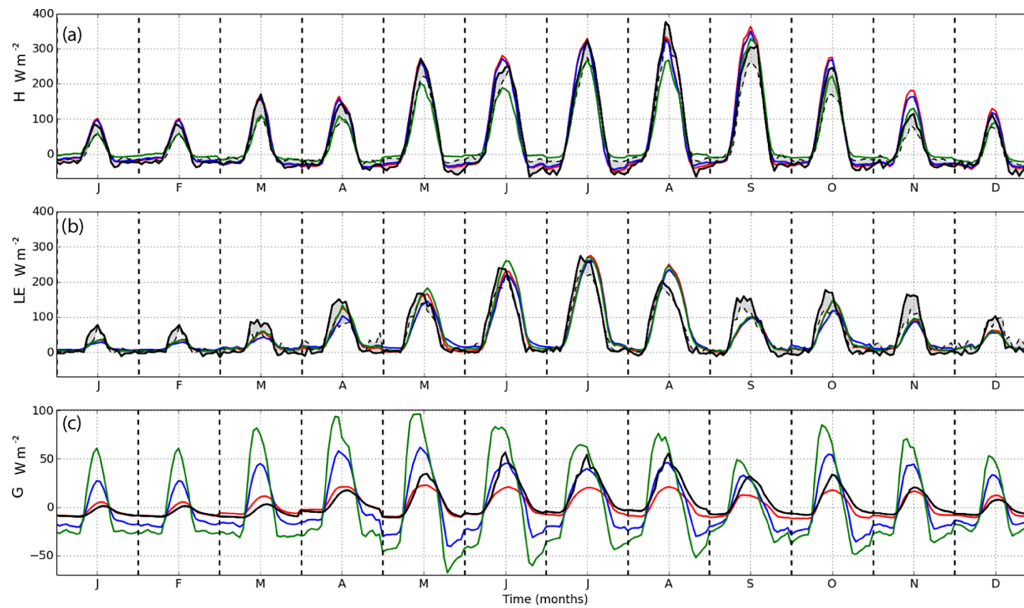 (a)
H W m⁻²
400
300
200
100
0
J F M A M J J A S O N D
(b)
LE W m⁻²
400
300
200
100
0
J F M A M J J A S O N D
(c)
G W m⁻²
100
50
0
−50
J F M A M J J A S O N D
Time (months)